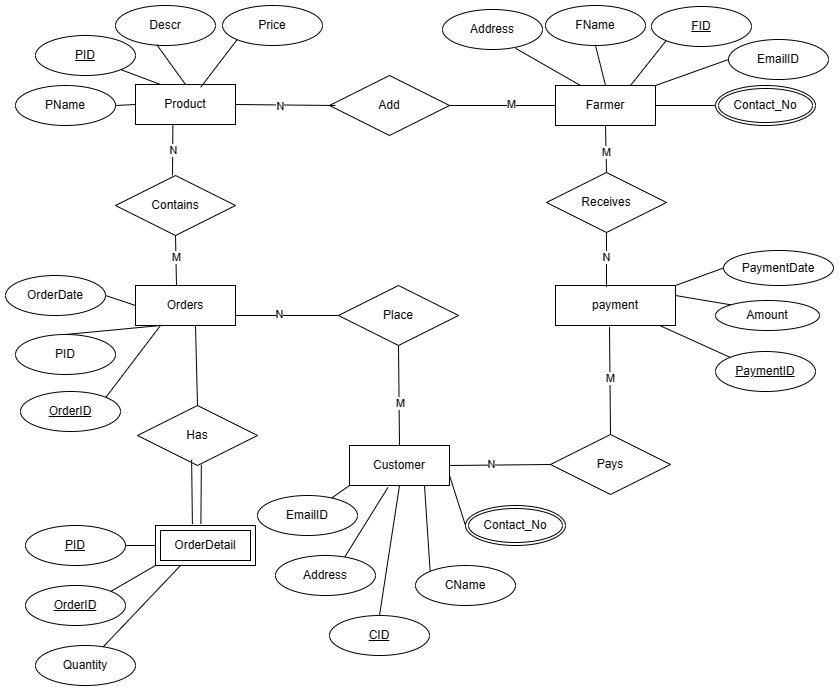 Descr
Price
PID
PName
Product
N
Add
M
Address
FName
FID
EmailID
Farmer
Contact_No
N
M
Contains
Receives
M
N
OrderDate
Orders
PID
OrderID
N
Place
payment
PaymentDate
Amount
PaymentID
M
M
Has
Customer
N
Pays
EmailID
Contact_No
PID
OrderDetail
Address
CName
OrderID
CID
Quantity